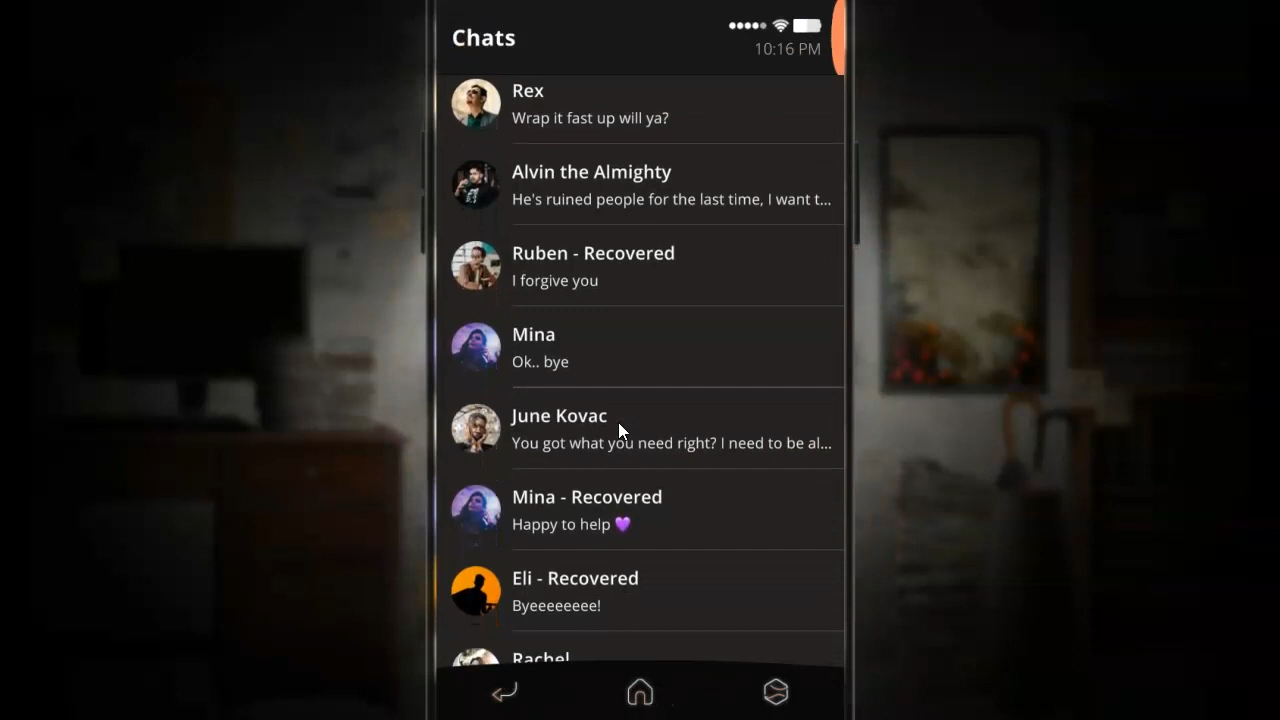 Chats
10:16 PM
Rex
Wrap it fast up will ya?
Alvin the Almighty
He's ruined people for the last time, I want t...
Ruben - Recovered
I forgive you
Mina
Ok.. bye
June Kovac
You got what you need right? I need to be al...
Mina - Recovered
Happy to help 💜
Eli - Recovered
Byeeeeeeee!
Rachel